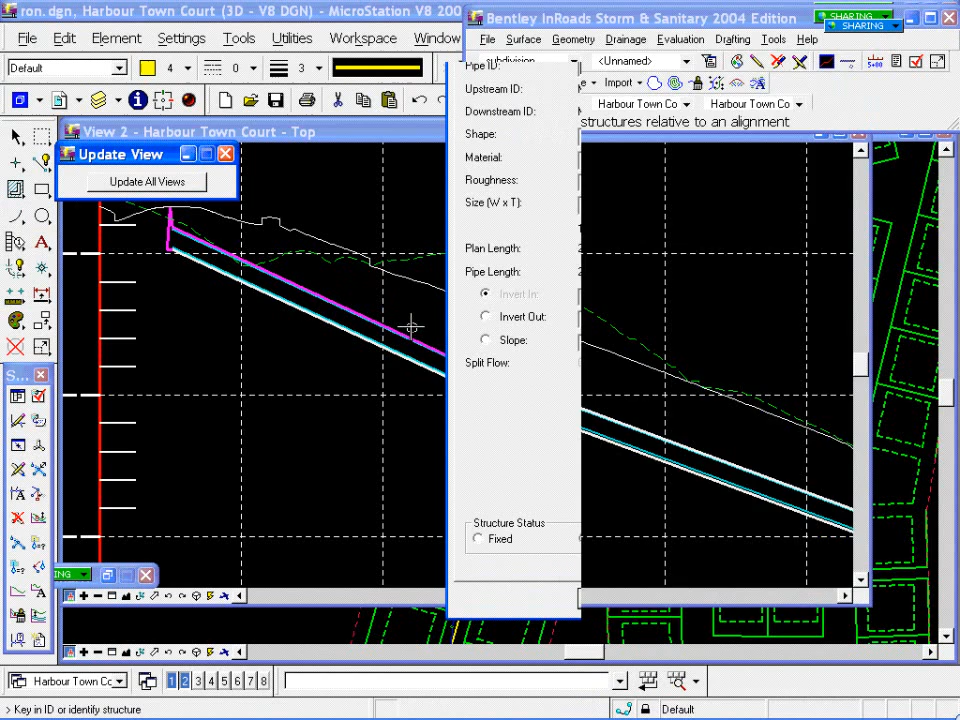 ron.dgn, Harbour Town Court (3D - V8 DGN) - MicroStation V8 200
File Edit Element Settings Tools Utilities Workspace Window
Default 4 0 3
Bentley InRoads Storm & Sanitary 2004 Edition
SHARING
SHARING
File Surface Geometry Drainage Evaluation Drafting Tools Help
subdivision
<Unnamed>
Import
Harbour Town Co Harbour Town Co
structures relative to an alignment
View 2 - Harbour Town Court - Top
Update View
Update All Views
Pipe ID:
Upstream ID:
Downstream ID:
Shape:
Material:
Roughness:
Size (W x T):
Plan Length:
Pipe Length:
Invert In:
Invert Out:
Slope:
Split Flow:
Structure Status
Fixed
S...
NG
Harbour Town Cc 1 2 3 4 5 6 7 8
> Key in ID or identify structure
Default